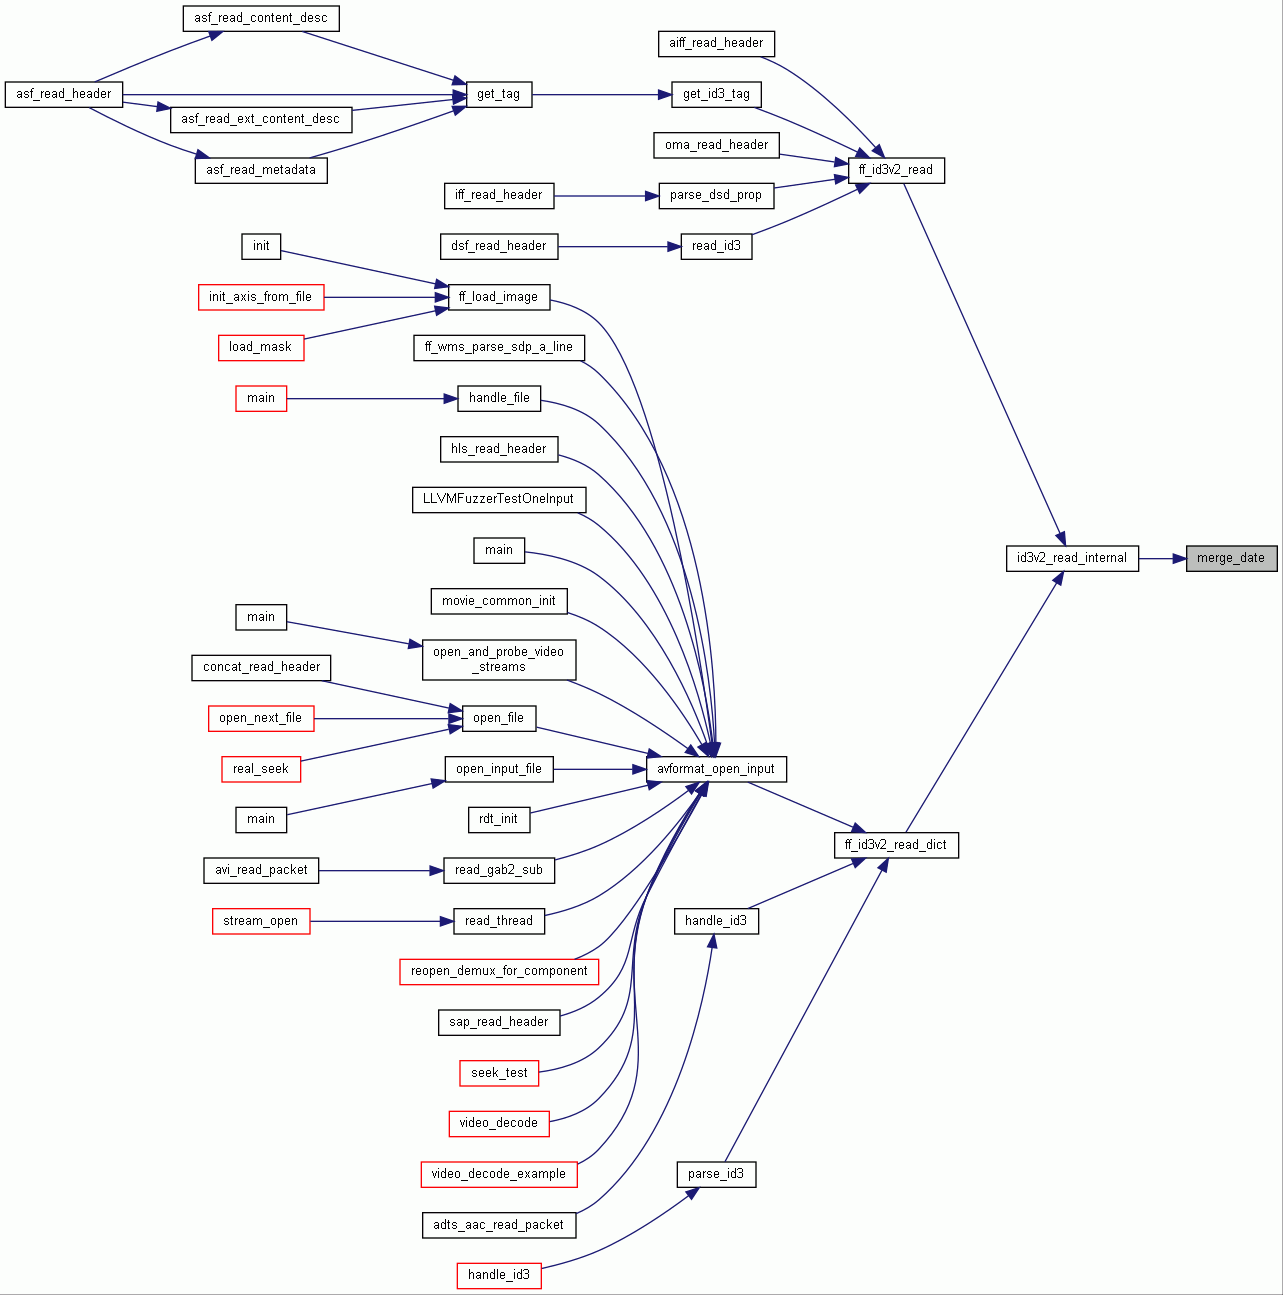 asf_read_content_desc
aiff_read_header
asf_read_header
get_tag
get_id3_tag
asf_read_ext_content_desc
oma_read_header
asf_read_metadata
ff_id3v2_read
iff_read_header
parse_dsd_prop
init
dsf_read_header
read_id3
init_axis_from_file
ff_load_image
load_mask
ff_wms_parse_sdp_a_line
main
handle_file
hls_read_header
LLVMFuzzerTestOneInput
main
id3v2_read_internal
merge_date
movie_common_init
main
open_and_probe_video
_streams
concat_read_header
open_next_file
open_file
real_seek
open_input_file
avformat_open_input
main
rdt_init
ff_id3v2_read_dict
avi_read_packet
read_gab2_sub
stream_open
read_thread
handle_id3
reopen_demux_for_component
sap_read_header
seek_test
video_decode
video_decode_example
parse_id3
adts_aac_read_packet
handle_id3